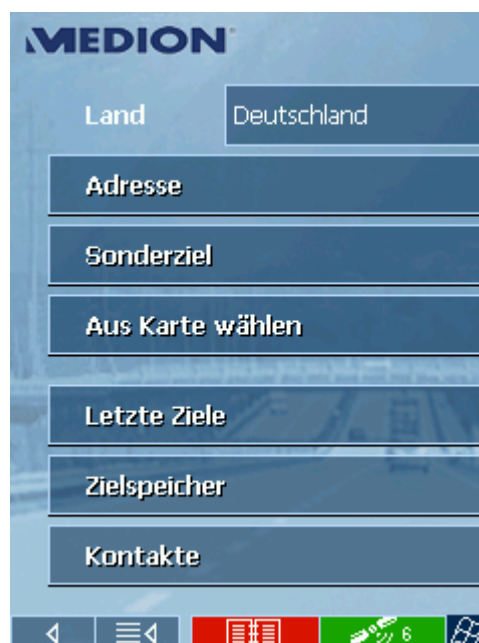 MEDION
Land Deutschland
Adresse
Sonderziel
Aus Karte wählen
Letzte Ziele
Zielspeicher
Kontakte
6